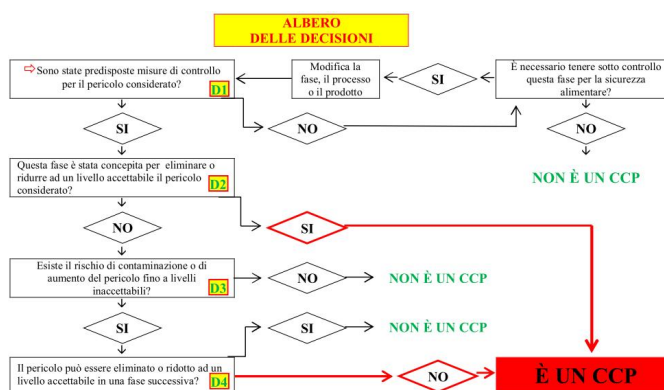 ALBERO
DELLE DECISIONI
⇨Sono state predisposte misure di controllo
per il pericolo considerato?
D1
Modifica la
fase, il processo
o il prodotto
SI
È necessario tenere sotto controllo
questa fase per la sicurezza
alimentare?
SI
NO
NO
NON È UN CCP
Questa fase è stata concepita per eliminare o
ridurre ad un livello accettabile il pericolo
considerato?
D2
NO
SI
Esiste il rischio di contaminazione o di
aumento del pericolo fino a livelli
inaccettabili?
D3
NO
NON È UN CCP
SI
SI
NON È UN CCP
Il pericolo può essere eliminato o ridotto ad un
livello accettabile in una fase successiva?
D4
NO
È UN CCP